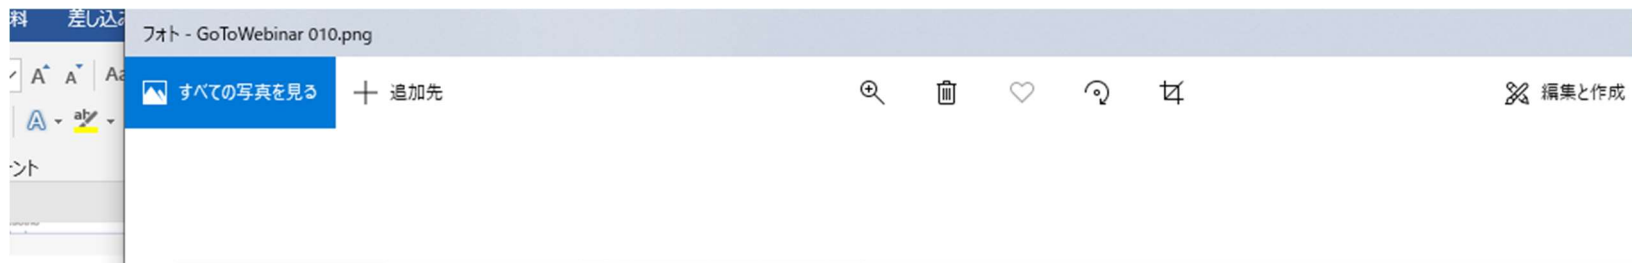 料 差し込み
フォト - GoToWebinar 010.png
A A Aa
すべての写真を見る 追加先 編集と作成
A aby
ント